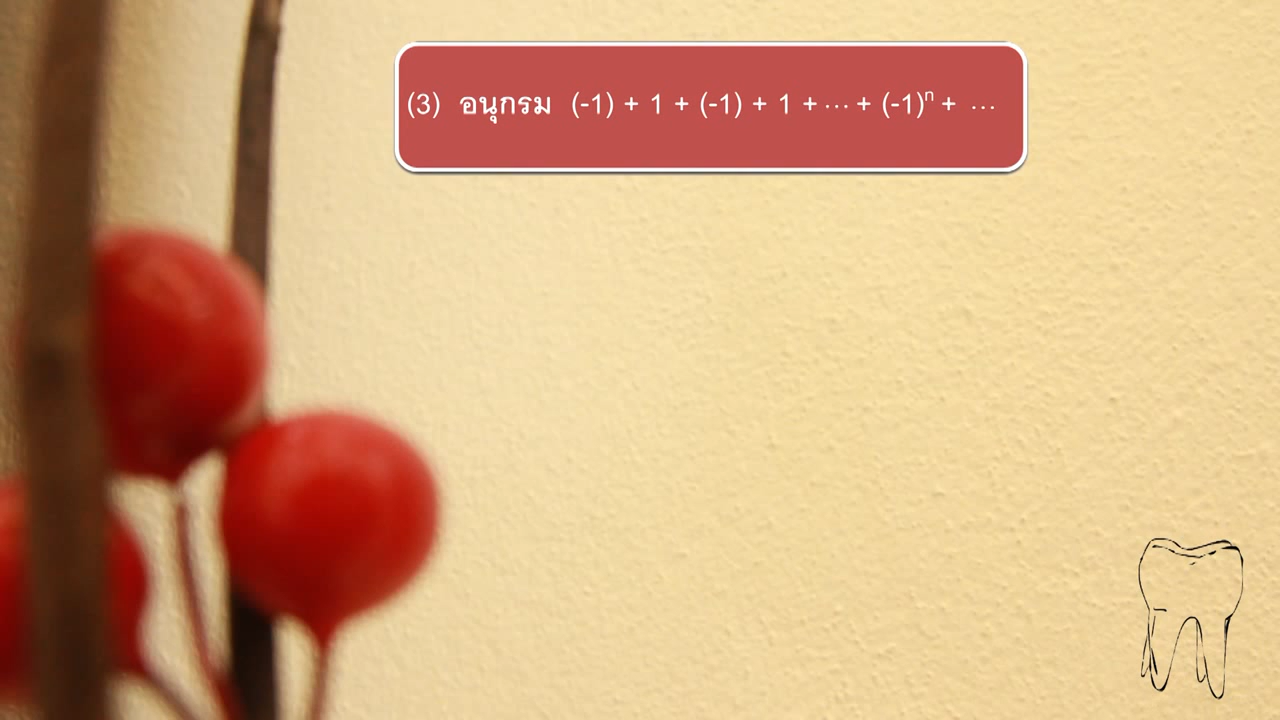 (3) อนุกรม (-1) + 1 + (-1) + 1 + ⋯ + (-1)ⁿ + ⋯